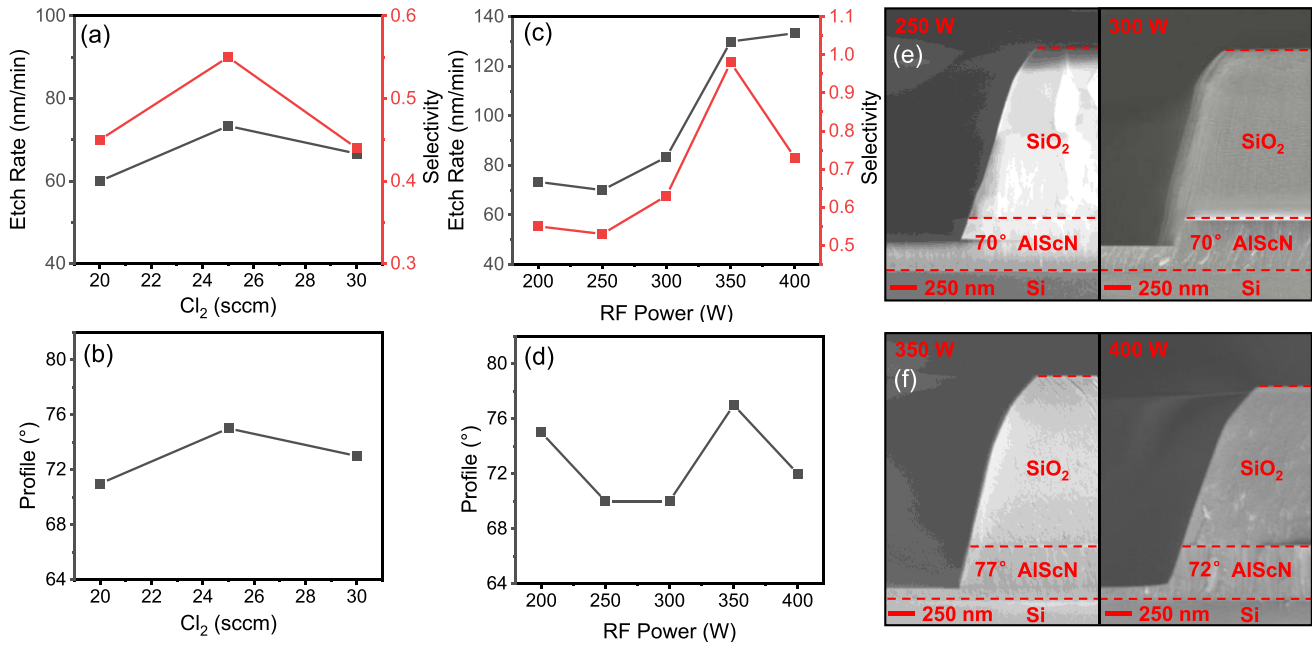 (a)
100
80
60
40
Etch Rate (nm/min)
0.6
0.5
0.4
0.3
Selectivity
20 22 24 26 28 30
Cl2 (sccm)
(b)
80
76
72
68
64
Profile (°)
20 22 24 26 28 30
Cl2 (sccm)
(c)
140
120
100
80
60
40
Etch Rate (nm/min)
1.1
1.0
0.9
0.8
0.7
0.6
0.5
Selectivity
200 250 300 350 400
RF Power (W)
(d)
80
76
72
68
64
Profile (°)
200 250 300 350 400
RF Power (W)
250 W
(e)
SiO2
70° AlScN
250 nm Si
300 W
SiO2
70° AlScN
250 nm Si
350 W
(f)
SiO2
77° AlScN
250 nm Si
400 W
SiO2
72° AlScN
250 nm Si